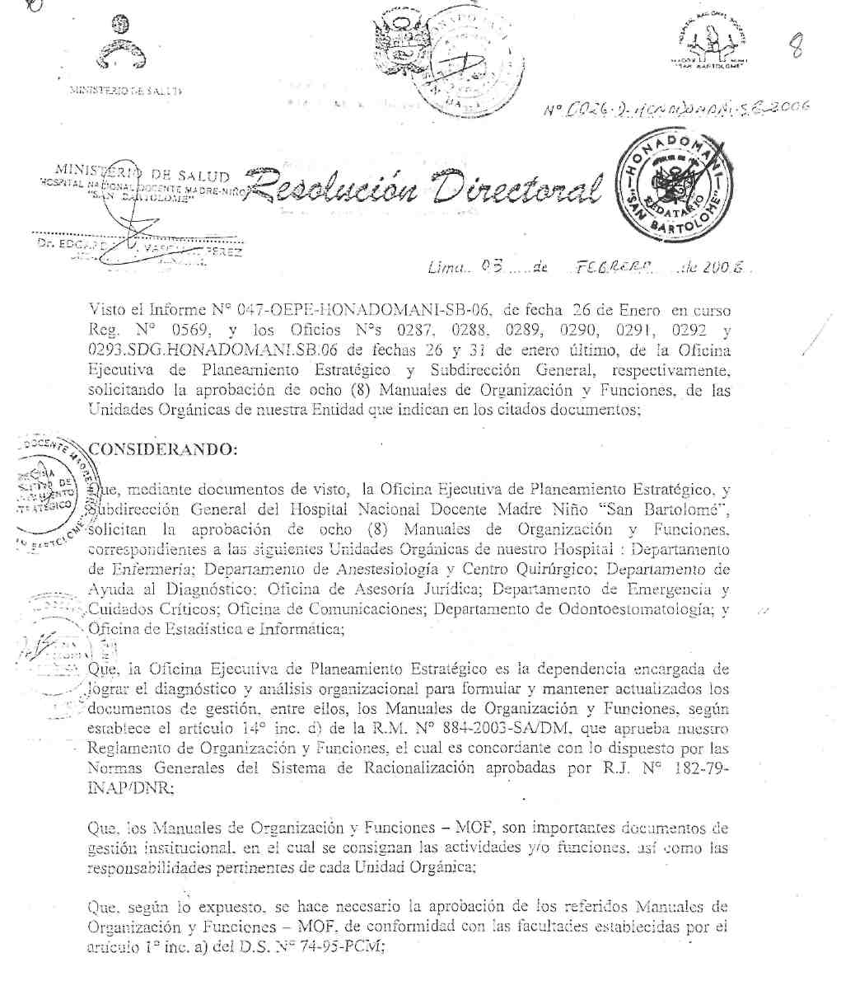 8
MINISTERIO DE SALUD
HOSPITAL NACIONAL DOCENTE
MADRE NIÑO
"SAN BARTOLOME"
Nº 0026-D-HONADOMANI-S.B-2006
MINISTERIO DE SALUD
HOSPITAL NACIONAL DOCENTE MADRE-NIÑO
"SAN BARTOLOME"
Resolución Directoral
HONADOMANI
FEDATARIO
"SAN BARTOLOME"
Dr. EDGAR PEREZ
Lima, 03 de FEBRERO de 2006
Visto el Informe N° 047-OEPE-HONADOMANI-SB-06, de fecha 26 de Enero en curso
Reg. N° 0569, y los Oficios N°s 0287, 0288, 0289, 0290, 0291, 0292 y
0293.SDG.HONADOMANI.SB.06 de fechas 26 y 31 de enero último, de la Oficina
Ejecutiva de Planeamiento Estratégico y Subdirección General, respectivamente,
solicitando la aprobación de ocho (8) Manuales de Organización y Funciones, de las
Unidades Orgánicas de nuestra Entidad que indican en los citados documentos;
CONSIDERANDO:
Que, mediante documentos de visto, la Oficina Ejecutiva de Planeamiento Estratégico, y
Subdirección General del Hospital Nacional Docente Madre Niño “San Bartolomé”,
solicitan la aprobación de ocho (8) Manuales de Organización y Funciones,
correspondientes a las siguientes Unidades Orgánicas de nuestro Hospital : Departamento
de Enfermería; Departamento de Anestesiología y Centro Quirúrgico; Departamento de
Ayuda al Diagnóstico; Oficina de Asesoría Jurídica; Departamento de Emergencia y
Cuidados Críticos; Oficina de Comunicaciones; Departamento de Odontoestomatología; y
Oficina de Estadística e Informática;
Que, la Oficina Ejecutiva de Planeamiento Estratégico es la dependencia encargada de
lograr el diagnóstico y análisis organizacional para formular y mantener actualizados los
documentos de gestión, entre ellos, los Manuales de Organización y Funciones, según
establece el artículo 14° inc. d) de la R.M. N° 884-2003-SA/DM, que aprueba nuestro
Reglamento de Organización y Funciones, el cual es concordante con lo dispuesto por las
Normas Generales del Sistema de Racionalización aprobadas por R.J. N° 182-79-
INAP/DNR;
Que, los Manuales de Organización y Funciones – MOF, son importantes documentos de
gestión institucional, en el cual se consignan las actividades y/o funciones, así como las
responsabilidades pertinentes de cada Unidad Orgánica;
Que, según lo expuesto, se hace necesario la aprobación de los referidos Manuales de
Organización y Funciones – MOF, de conformidad con las facultades establecidas por el
artículo 1° inc. a) del D.S. N° 74-95-PCM;